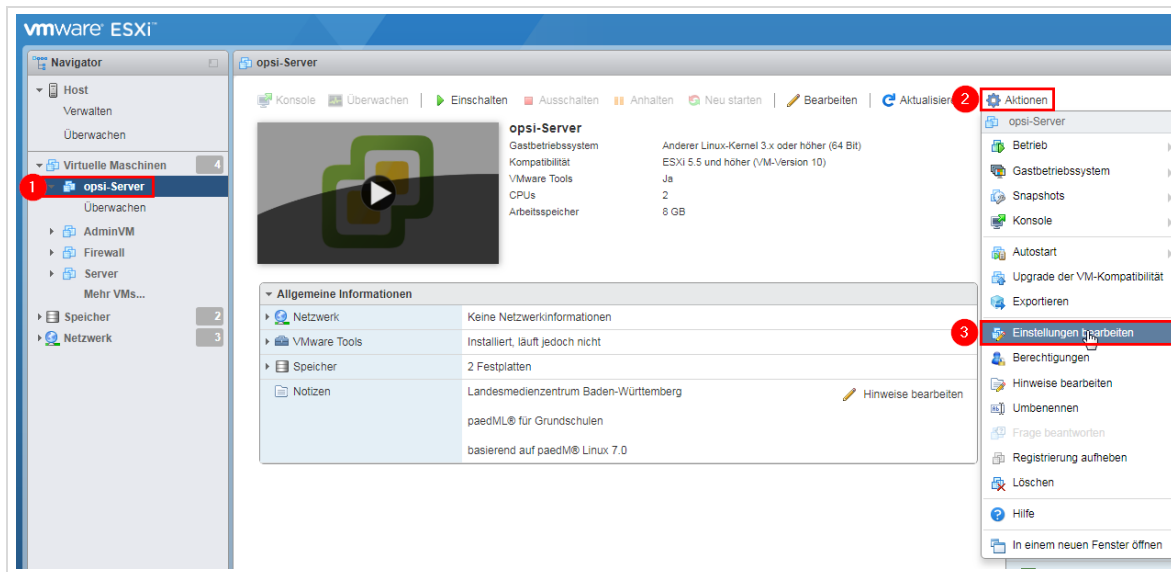 vmware ESXi™
Navigator
Host
Verwalten
Überwachen
Virtuelle Maschinen 4
1 opsi-Server
Überwachen
AdminVM
Firewall
Server
Mehr VMs...
Speicher 2
Netzwerk 3
opsi-Server
Konsole Überwachen Einschalten Ausschalten Anhalten Neu starten Bearbeiten Aktualisier 2 Aktionen
opsi-Server
Gastbetriebssystem Anderer Linux-Kernel 3.x oder höher (64 Bit)
Kompatibilität ESXi 5.5 und höher (VM-Version 10)
VMware Tools Ja
CPUs 2
Arbeitsspeicher 8 GB
Allgemeine Informationen
Netzwerk Keine Netzwerkinformationen
VMware Tools Installiert, läuft jedoch nicht
Speicher 2 Festplatten
Notizen Landesmedienzentrum Baden-Württemberg Hinweise bearbeiten
paedML® für Grundschulen
basierend auf paedM® Linux 7.0
opsi-Server
Betrieb
Gastbetriebssystem
Snapshots
Konsole
Autostart
Upgrade der VM-Kompatibilität
Exportieren
3 Einstellungen bearbeiten
Berechtigungen
Hinweise bearbeiten
Umbenennen
Frage beantworten
Registrierung aufheben
Löschen
Hilfe
In einem neuen Fenster öffnen